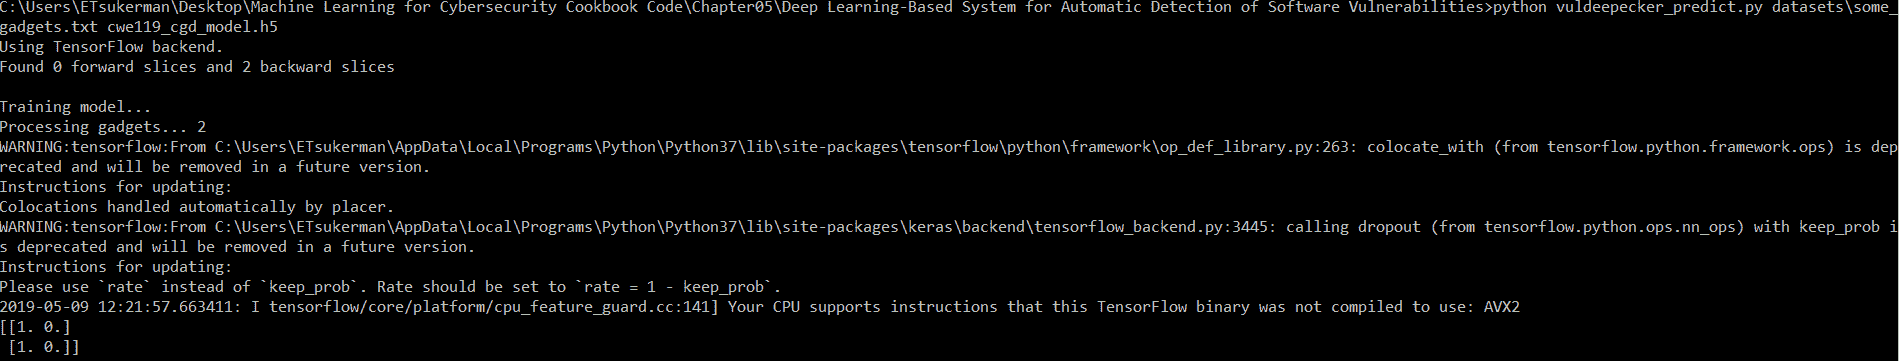 C:\Users\ETsukerman\Desktop\Machine Learning for Cybersecurity Cookbook Code\Chapter05\Deep Learning-Based System for Automatic Detection of Software Vulnerabilities>python vuldeepecker_predict.py datasets\some_
gadgets.txt cwe119_cgd_model.h5
Using TensorFlow backend.
Found 0 forward slices and 2 backward slices
Training model...
Processing gadgets... 2
WARNING:tensorflow:From C:\Users\ETsukerman\AppData\Local\Programs\Python\Python37\lib\site-packages\tensorflow\python\framework\op_def_library.py:263: colocate_with (from tensorflow.python.framework.ops) is dep
recated and will be removed in a future version.
Instructions for updating:
Colocations handled automatically by placer.
WARNING:tensorflow:From C:\Users\ETsukerman\AppData\Local\Programs\Python\Python37\lib\site-packages\keras\backend\tensorflow_backend.py:3445: calling dropout (from tensorflow.python.ops.nn_ops) with keep_prob i
s deprecated and will be removed in a future version.
Instructions for updating:
Please use `rate` instead of `keep_prob`. Rate should be set to `rate = 1 - keep_prob`.
2019-05-09 12:21:57.663411: I tensorflow/core/platform/cpu_feature_guard.cc:141] Your CPU supports instructions that this TensorFlow binary was not compiled to use: AVX2
[[1. 0.]
 [1. 0.]]